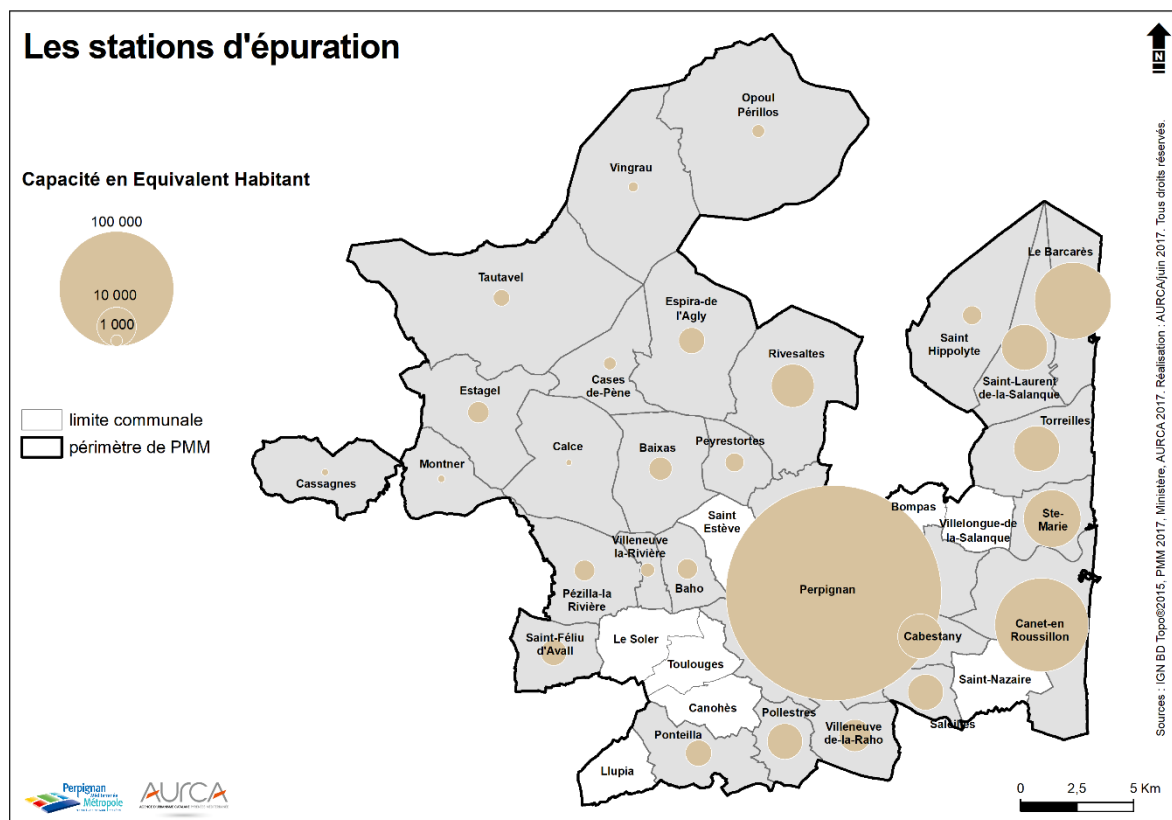 Les stations d'épuration
N
Capacité en Equivalent Habitant
100 000
10 000
1 000
limite communale
périmètre de PMM
Opoul
Périllos
Vingrau
Tautavel
Le Barcarès
Espira-de
l'Agly
Saint
Hippolyte
Rivesaltes
Cases
de-Pène
Saint-Laurent
de-la-Salanque
Estagel
Torreilles
Calce
Baixas
Peyrestortes
Montner
Cassagnes
Saint
Estève
Bompas
Villelongue-de
la-Salanque
Ste-
Marie
Villeneuve
la-Rivière
Perpignan
Baho
Pézilla-la
Rivière
Canet-en
Roussillon
Cabestany
Saint-Féliu
d'Avall
Le Soler
Toulouges
Saint-Nazaire
Canohès
Pollestres
Saleilles
Villeneuve
de-la-Raho
Ponteilla
Llupia
Perpignan
Méditerranée
Métropole
AURCA
0 2,5 5 Km
Sources : IGN BD Topo®2015, PMM 2017, Ministère, AURCA 2017. Réalisation : AURCA/juin 2017. Tous droits réservés.